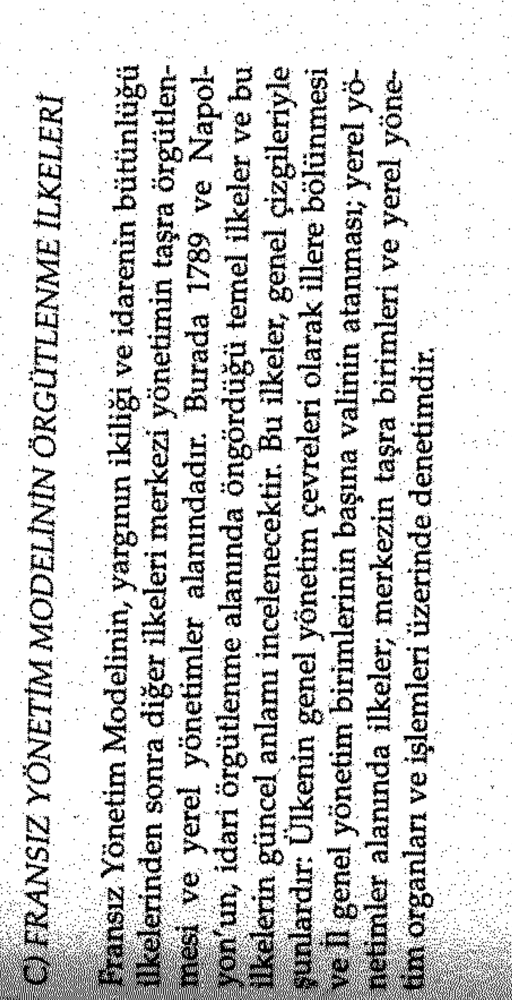 C) FRANSIZ YÖNETİM MODELİNİN ÖRGÜTLENME İLKELERİ
Fransız Yönetim Modelinin, yargının ikiliği ve idarenin bütünlüğü
ilkelerinden sonra diğer ilkeleri merkezi yönetimin taşra örgütlen-
mesi ve yerel yönetimler alanındadır. Burada 1789 ve Napol-
yon'un, idari örgütlenme alanında öngördüğü temel ilkeler ve bu
ilkelerin güncel anlamı incelenecektir. Bu ilkeler, genel çizgileriyle
şunlardır: Ülkenin genel yönetim çevreleri olarak illere bölünmesi
ve İl genel yönetim birimlerinin başına valinin atanması; yerel yö-
netimler alanında ilkeler; merkezin taşra birimleri ve yerel yöne-
tim organları ve işlemleri üzerinde denetimdir.